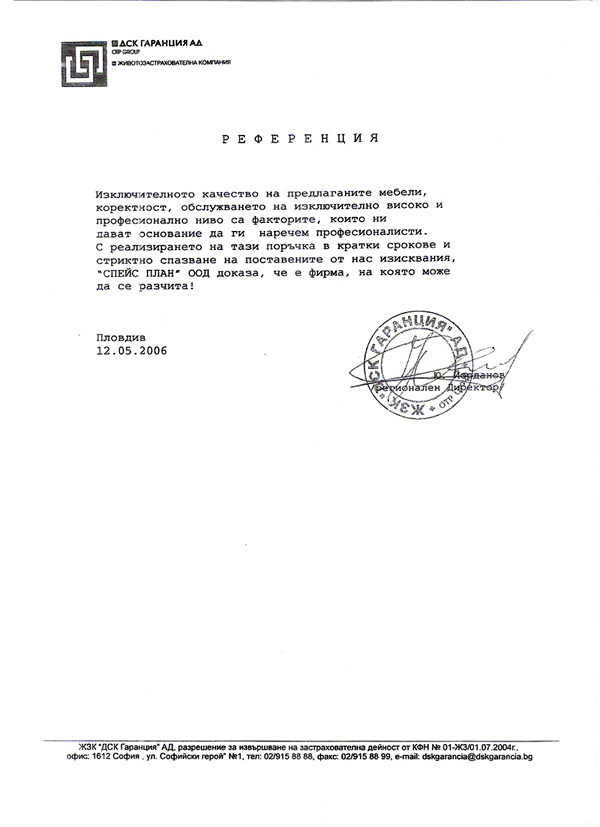 ДСК ГАРАНЦИЯ АД
OTP GROUP
ЖИВОТОЗАСТРАХОВАТЕЛНА КОМПАНИЯ
Р Е Ф Е Р Е Н Ц И Я
Изключителното качество на предлаганите мебели,
коректност, обслужването на изключително високо и
професионално ниво са факторите, които ни
дават основание да ги наречем професионалисти.
С реализирането на тази поръчка в кратки срокове и
стриктно спазване на поставените от нас изисквания,
"СПЕЙС ПЛАН" ООД доказа, че е фирма, на която може
да се разчита!
Пловдив
12.05.2006
Ю. Йорданов
/регионален Директор/
ЖЗК "ДСК ГАРАНЦИЯ" АД * OTP
ЖЗК "ДСК Гаранция" АД, разрешение за извършване на застрахователна дейност от КФН № 01-ЖЗ/01.07.2004г.,
офис: 1612 София , ул. Софийски герой" №1, тел: 02/915 88 88, факс: 02/915 88 99, e-mail: dskgarancia@dskgarancia.bg